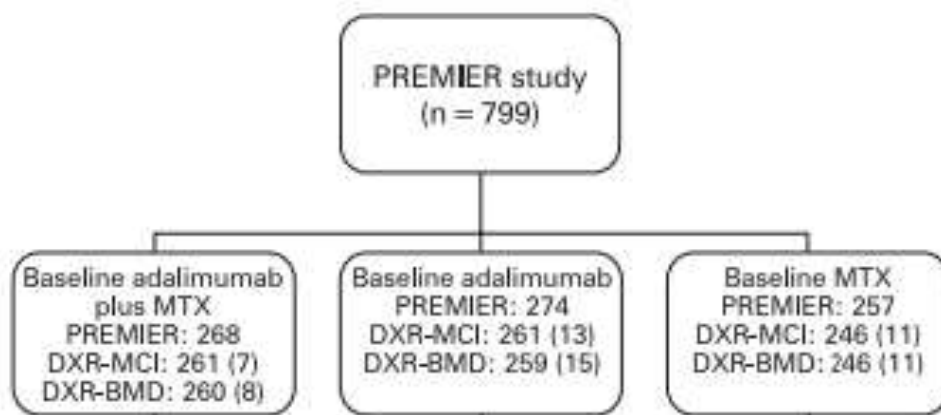 PREMIER study
(n = 799)
Baseline adalimumab
plus MTX
PREMIER: 268
DXR-MCI: 261 (7)
DXR-BMD: 260 (8)
Baseline adalimumab
PREMIER: 274
DXR-MCI: 261 (13)
DXR-BMD: 259 (15)
Baseline MTX
PREMIER: 257
DXR-MCI: 246 (11)
DXR-BMD: 246 (11)